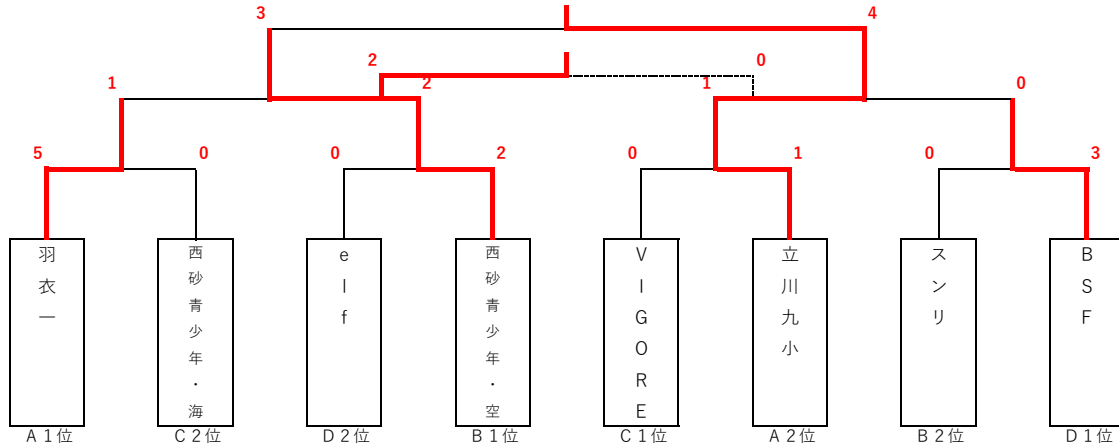 3
4
2
0
1
2
1
0
5
0
0
2
0
1
0
3
羽衣一
西砂青少年・海
elf
西砂青少年・空
VIGORE
立川九小
スンリ
BSF
A1位
C2位
D2位
B1位
C1位
A2位
B2位
D1位